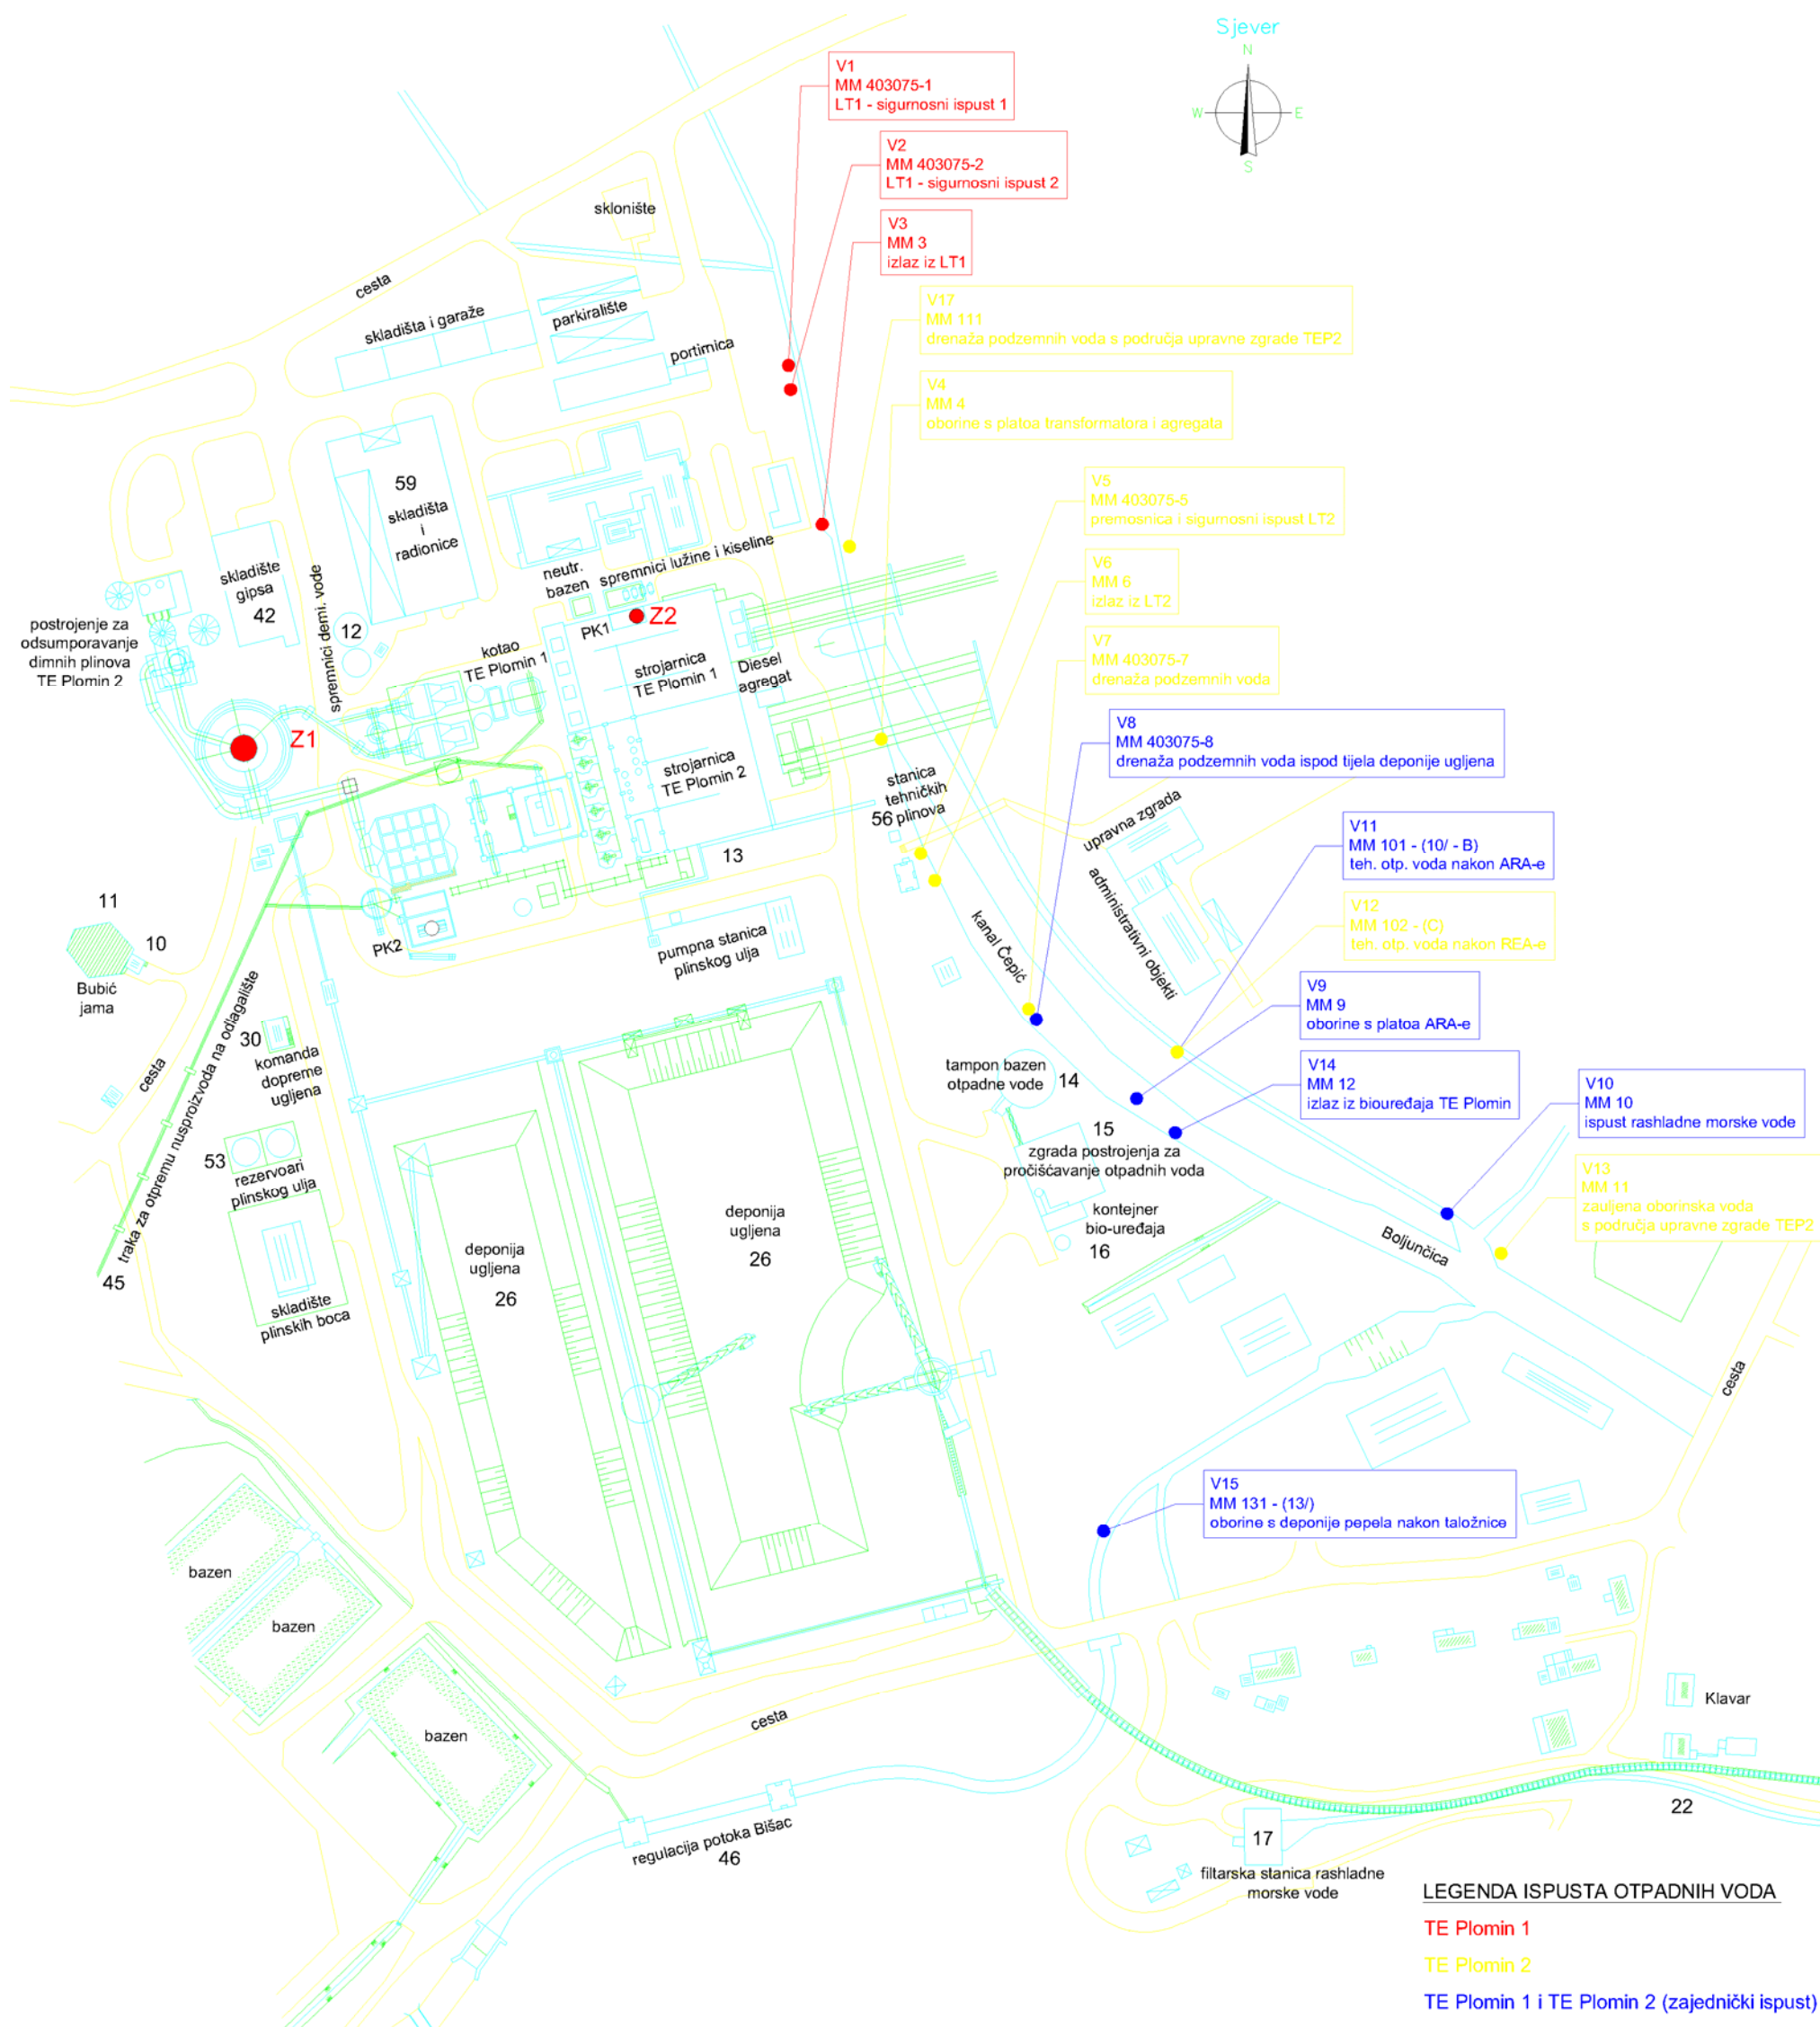 Sjever
N
W
E
S
V1
MM 403075-1
LT1 - sigurnosni ispust 1
V2
MM 403075-2
LT1 - sigurnosni ispust 2
V3
MM 3
izlaz iz LT1
V17
MM 111
drenaža podzemnih voda s područja upravne zgrade TEP2
V4
MM 4
oborine s platoa transformatora i agregata
V5
MM 403075-5
premosnica i sigurnosni ispust LT2
V6
MM 6
izlaz iz LT2
V7
MM 403075-7
drenaža podzemnih voda
V8
MM 403075-8
drenaža podzemnih voda ispod tijela deponije ugljena
V11
MM 101 - (10/ - B)
teh. otp. voda nakon ARA-e
V12
MM 102 - (C)
teh. otp. voda nakon REA-e
V9
MM 9
oborine s platoa ARA-e
V14
MM 12
izlaz iz biouređaja TE Plomin
V10
MM 10
ispust rashladne morske vode
V13
MM 11
zauljena oborinska voda
s područja upravne zgrade TEP2
V15
MM 131 - (13/)
oborine s deponije pepela nakon taložnice
sklonište
cesta
skladišta i garaže
parkiralište
portirnica
59
skladišta
i
radionice
skladište
gipsa
42
spremnici demi. vode
12
neutr.
bazen
spremnici lužine i kiseline
postrojenje za
odsumporavanje
dimnih plinova
TE Plomin 2
PK1
Z2
kotao
TE Plomin 1
strojarnica
TE Plomin 1
Diesel
agregat
Z1
strojarnica
TE Plomin 2
stanica
tehničkih
plinova
56
upravna zgrada
administrativni objekti
13
11
10
Bubić
jama
PK2
pumpna stanica
plinskog ulja
kanal Čepić
30
komanda
dopreme
ugljena
cesta
traka za otpremu nusproizvoda na odlagalište
45
tampon bazen
otpadne vode
14
15
zgrada postrojenja za
pročišćavanje otpadnih voda
53
rezervoari
plinskog ulja
kontejner
bio-uređaja
16
deponija
ugljena
26
deponija
ugljena
26
Boljunčica
skladište
plinskih boca
cesta
bazen
bazen
bazen
cesta
Klavar
22
regulacija potoka Bišac
46
17
filtarska stanica rashladne
morske vode
LEGENDA ISPUSTA OTPADNIH VODA
TE Plomin 1
TE Plomin 2
TE Plomin 1 i TE Plomin 2 (zajednički ispust)